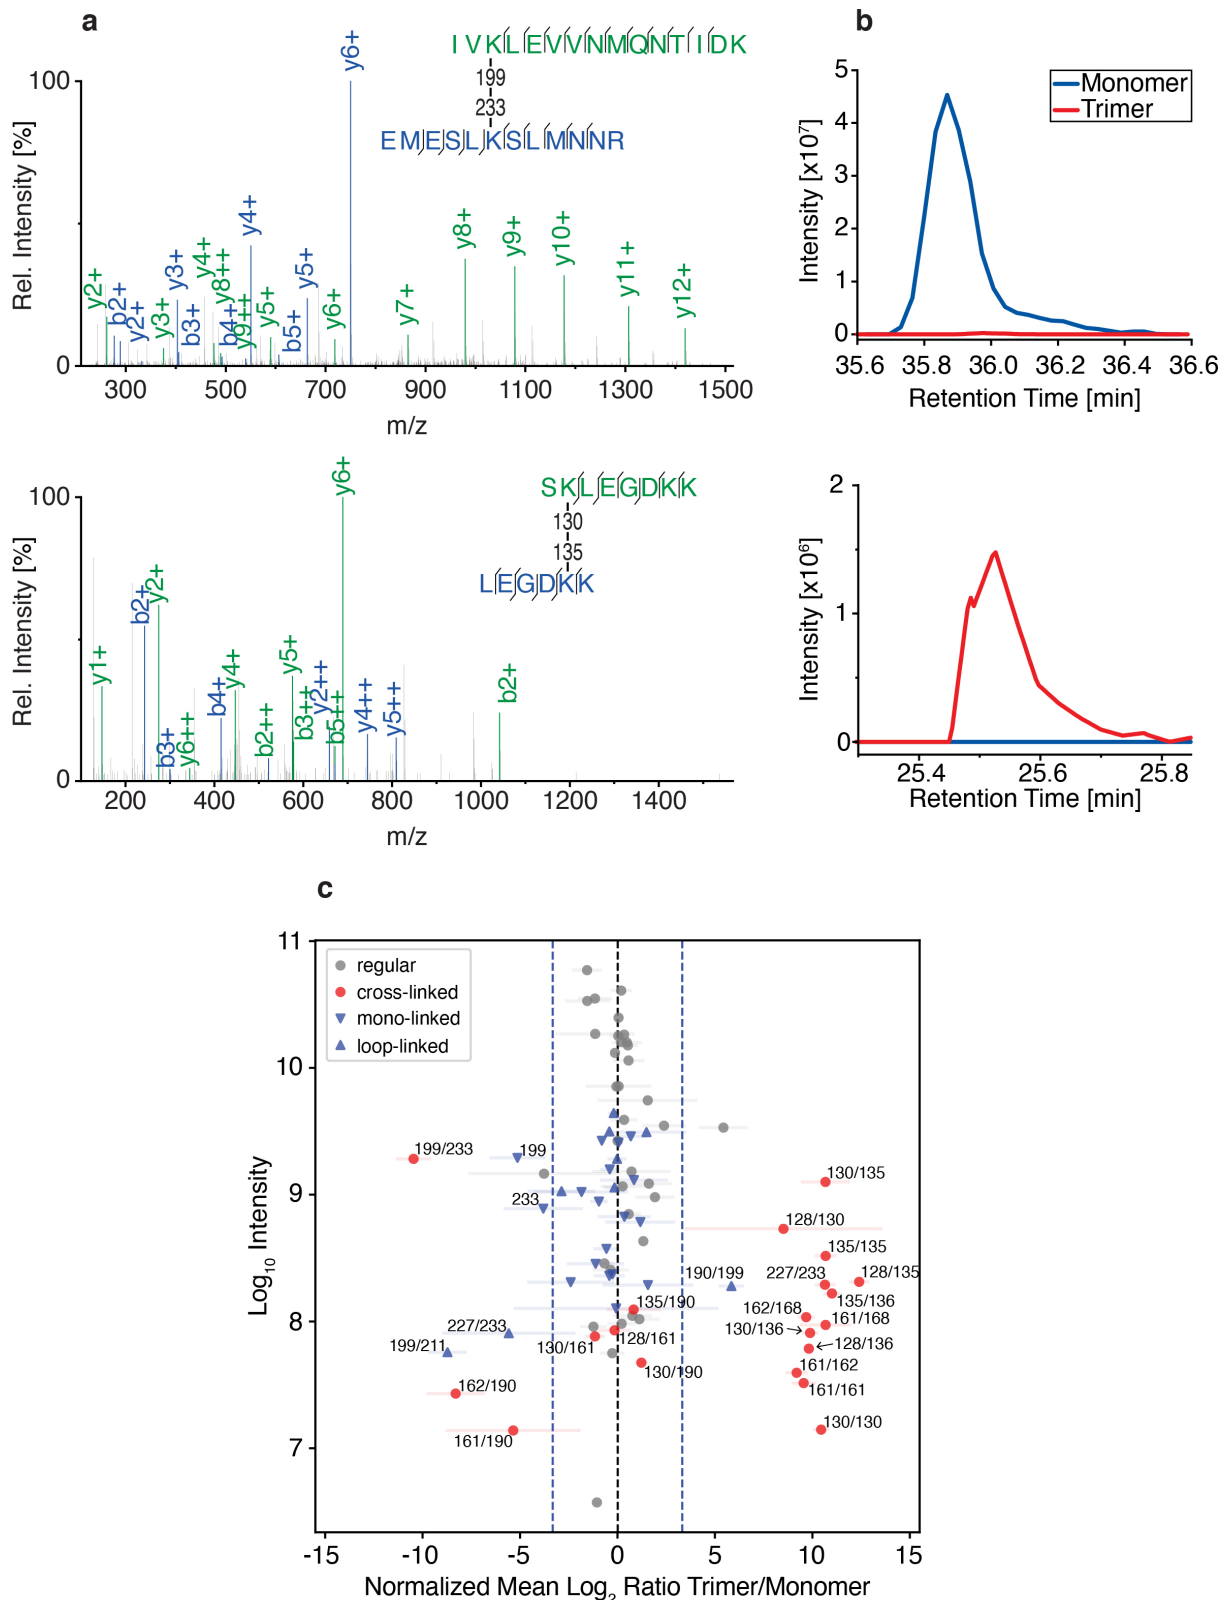 a
100
0
Rel. Intensity [%]
y2+
b2+
y2+
y3+
y3+
b3+
y4+
y8++
b4+
y9++
y4+
y5+
b5+
y5+
y6+
y6+
y7+
y8+
y9+
y10+
y11+
y12+
I V K L E V V N M Q N T I D K
199
233
E M E S L K S L M N N R
300
500
700
900
1100
1300
1500
m/z
b
5
4
3
2
1
0
Intensity [x10⁷]
Monomer
Trimer
35.6
35.8
36.0
36.2
36.4
36.6
Retention Time [min]
100
0
Rel. Intensity [%]
y1+
b2+
y2+
b3+
y6++
b4+
y4+
b2++
y5+
b3++
y2++
b5++
y6+
y4++
y5++
b2+
S K L E G D K K
130
135
L E G D K K
200
400
600
800
1000
1200
1400
m/z
2
1
0
Intensity [x10⁶]
25.4
25.6
25.8
Retention Time [min]
c
11
10
9
8
7
Log₁₀ Intensity
regular
cross-linked
mono-linked
loop-linked
199/233
199
233
130/135
128/130
135/135
190/199
227/233
128/135
135/136
135/190
162/168
161/168
227/233
130/136
199/211
130/161
128/161
128/136
130/190
161/162
162/190
161/161
161/190
130/130
-15
-10
-5
0
5
10
15
Normalized Mean Log₂ Ratio Trimer/Monomer